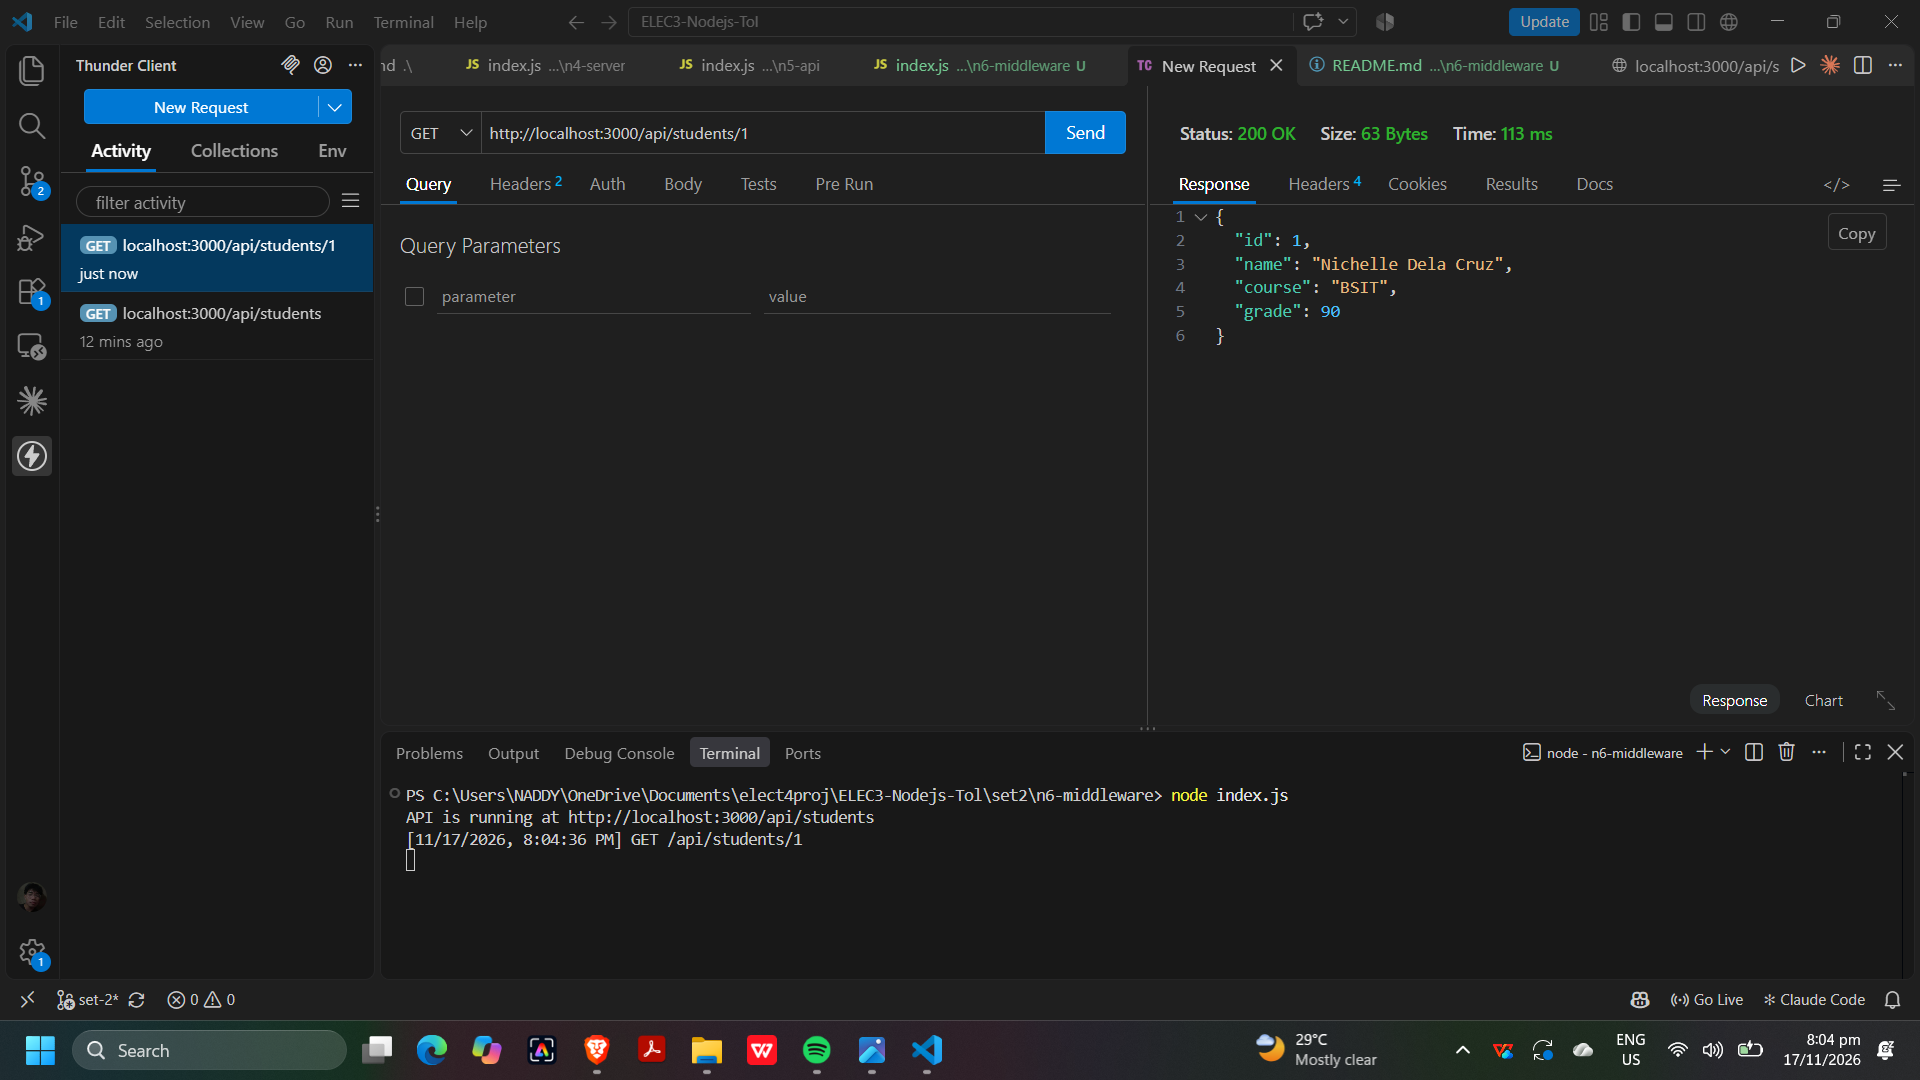 File Edit Selection View Go Run Terminal Help
ELEC3-Nodejs-Tol
Update
Thunder Client
New Request
Activity Collections Env
filter activity
GET localhost:3000/api/students/1
just now
GET localhost:3000/api/students
12 mins ago
nd .\
JS index.js ...\n4-server
JS index.js ...\n5-api
JS index.js ...\n6-middleware U
TC New Request
README.md ...\n6-middleware U
localhost:3000/api/s
GET http://localhost:3000/api/students/1 Send
Query Headers 2 Auth Body Tests Pre Run
Query Parameters
parameter value
Status: 200 OK Size: 63 Bytes Time: 113 ms
Response Headers 4 Cookies Results Docs
Copy
1 {
2 "id": 1,
3 "name": "Nichelle Dela Cruz",
4 "course": "BSIT",
5 "grade": 90
6 }
Response Chart
Problems Output Debug Console Terminal Ports
node - n6-middleware
PS C:\Users\NADDY\OneDrive\Documents\elect4proj\ELEC3-Nodejs-Tol\set2\n6-middleware> node index.js
API is running at http://localhost:3000/api/students
[11/17/2026, 8:04:36 PM] GET /api/students/1
2
1
1
set-2* 0 0
Go Live Claude Code
Search
29°C
Mostly clear
ENG
US
8:04 pm
17/11/2026